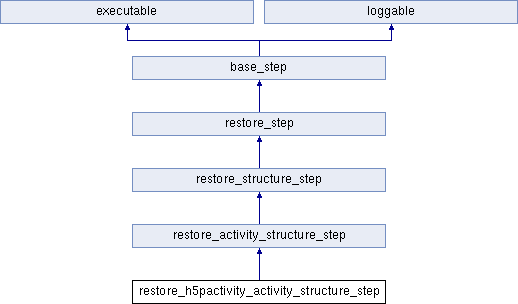 executable
loggable
base_step
restore_step
restore_structure_step
restore_activity_structure_step
restore_h5pactivity_activity_structure_step